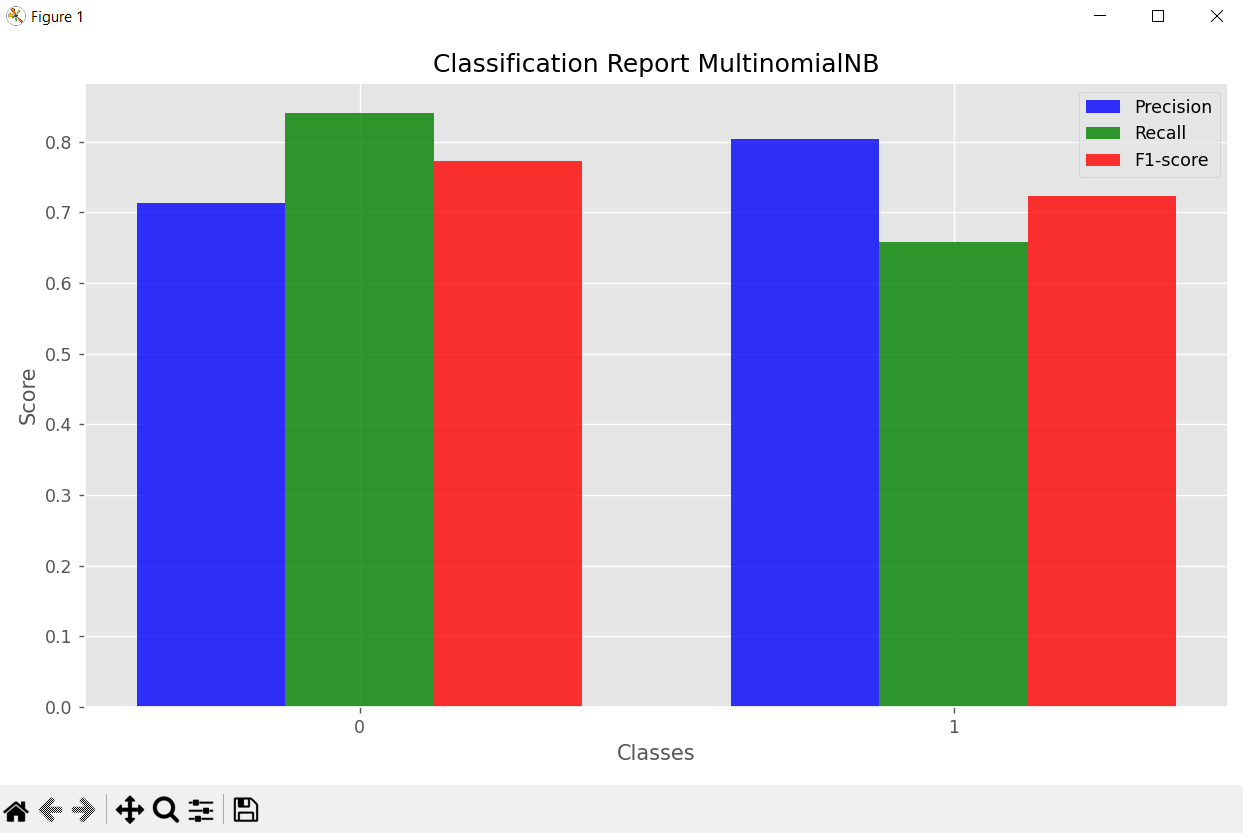 Figure 1
Classification Report MultinomialNB
Precision
Recall
F1-score
0.8
0.7
0.6
0.5
0.4
0.3
0.2
0.1
0.0
Score
0 1
Classes